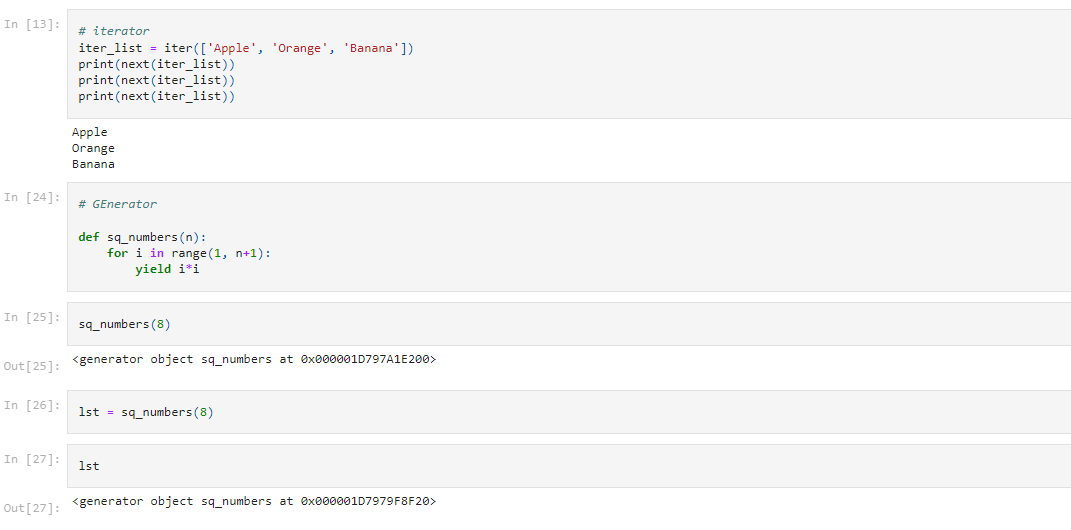 In [13]:
# iterator
iter_list = iter(['Apple', 'Orange', 'Banana'])
print(next(iter_list))
print(next(iter_list))
print(next(iter_list))
Apple
Orange
Banana
In [24]:
# GEnerator
def sq_numbers(n):
    for i in range(1, n+1):
        yield i*i
In [25]:
sq_numbers(8)
Out[25]:
<generator object sq_numbers at 0x000001D797A1E200>
In [26]:
lst = sq_numbers(8)
In [27]:
lst
Out[27]:
<generator object sq_numbers at 0x000001D7979F8F20>